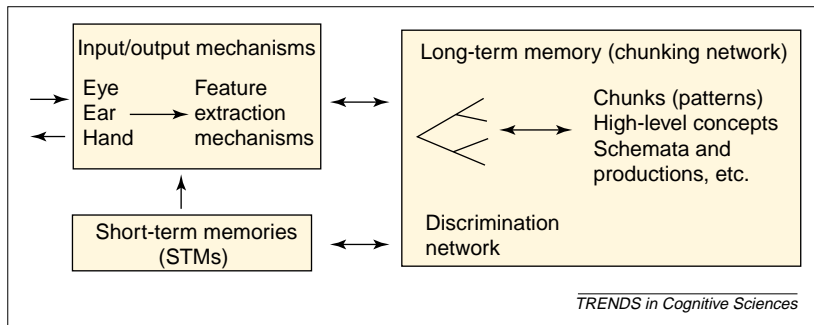 Input/output mechanisms
Eye
Ear
Hand
Feature
extraction
mechanisms
Short-term memories
(STMs)
Long-term memory (chunking network)
Chunks (patterns)
High-level concepts
Schemata and
productions, etc.
Discrimination
network
TRENDS in Cognitive Sciences